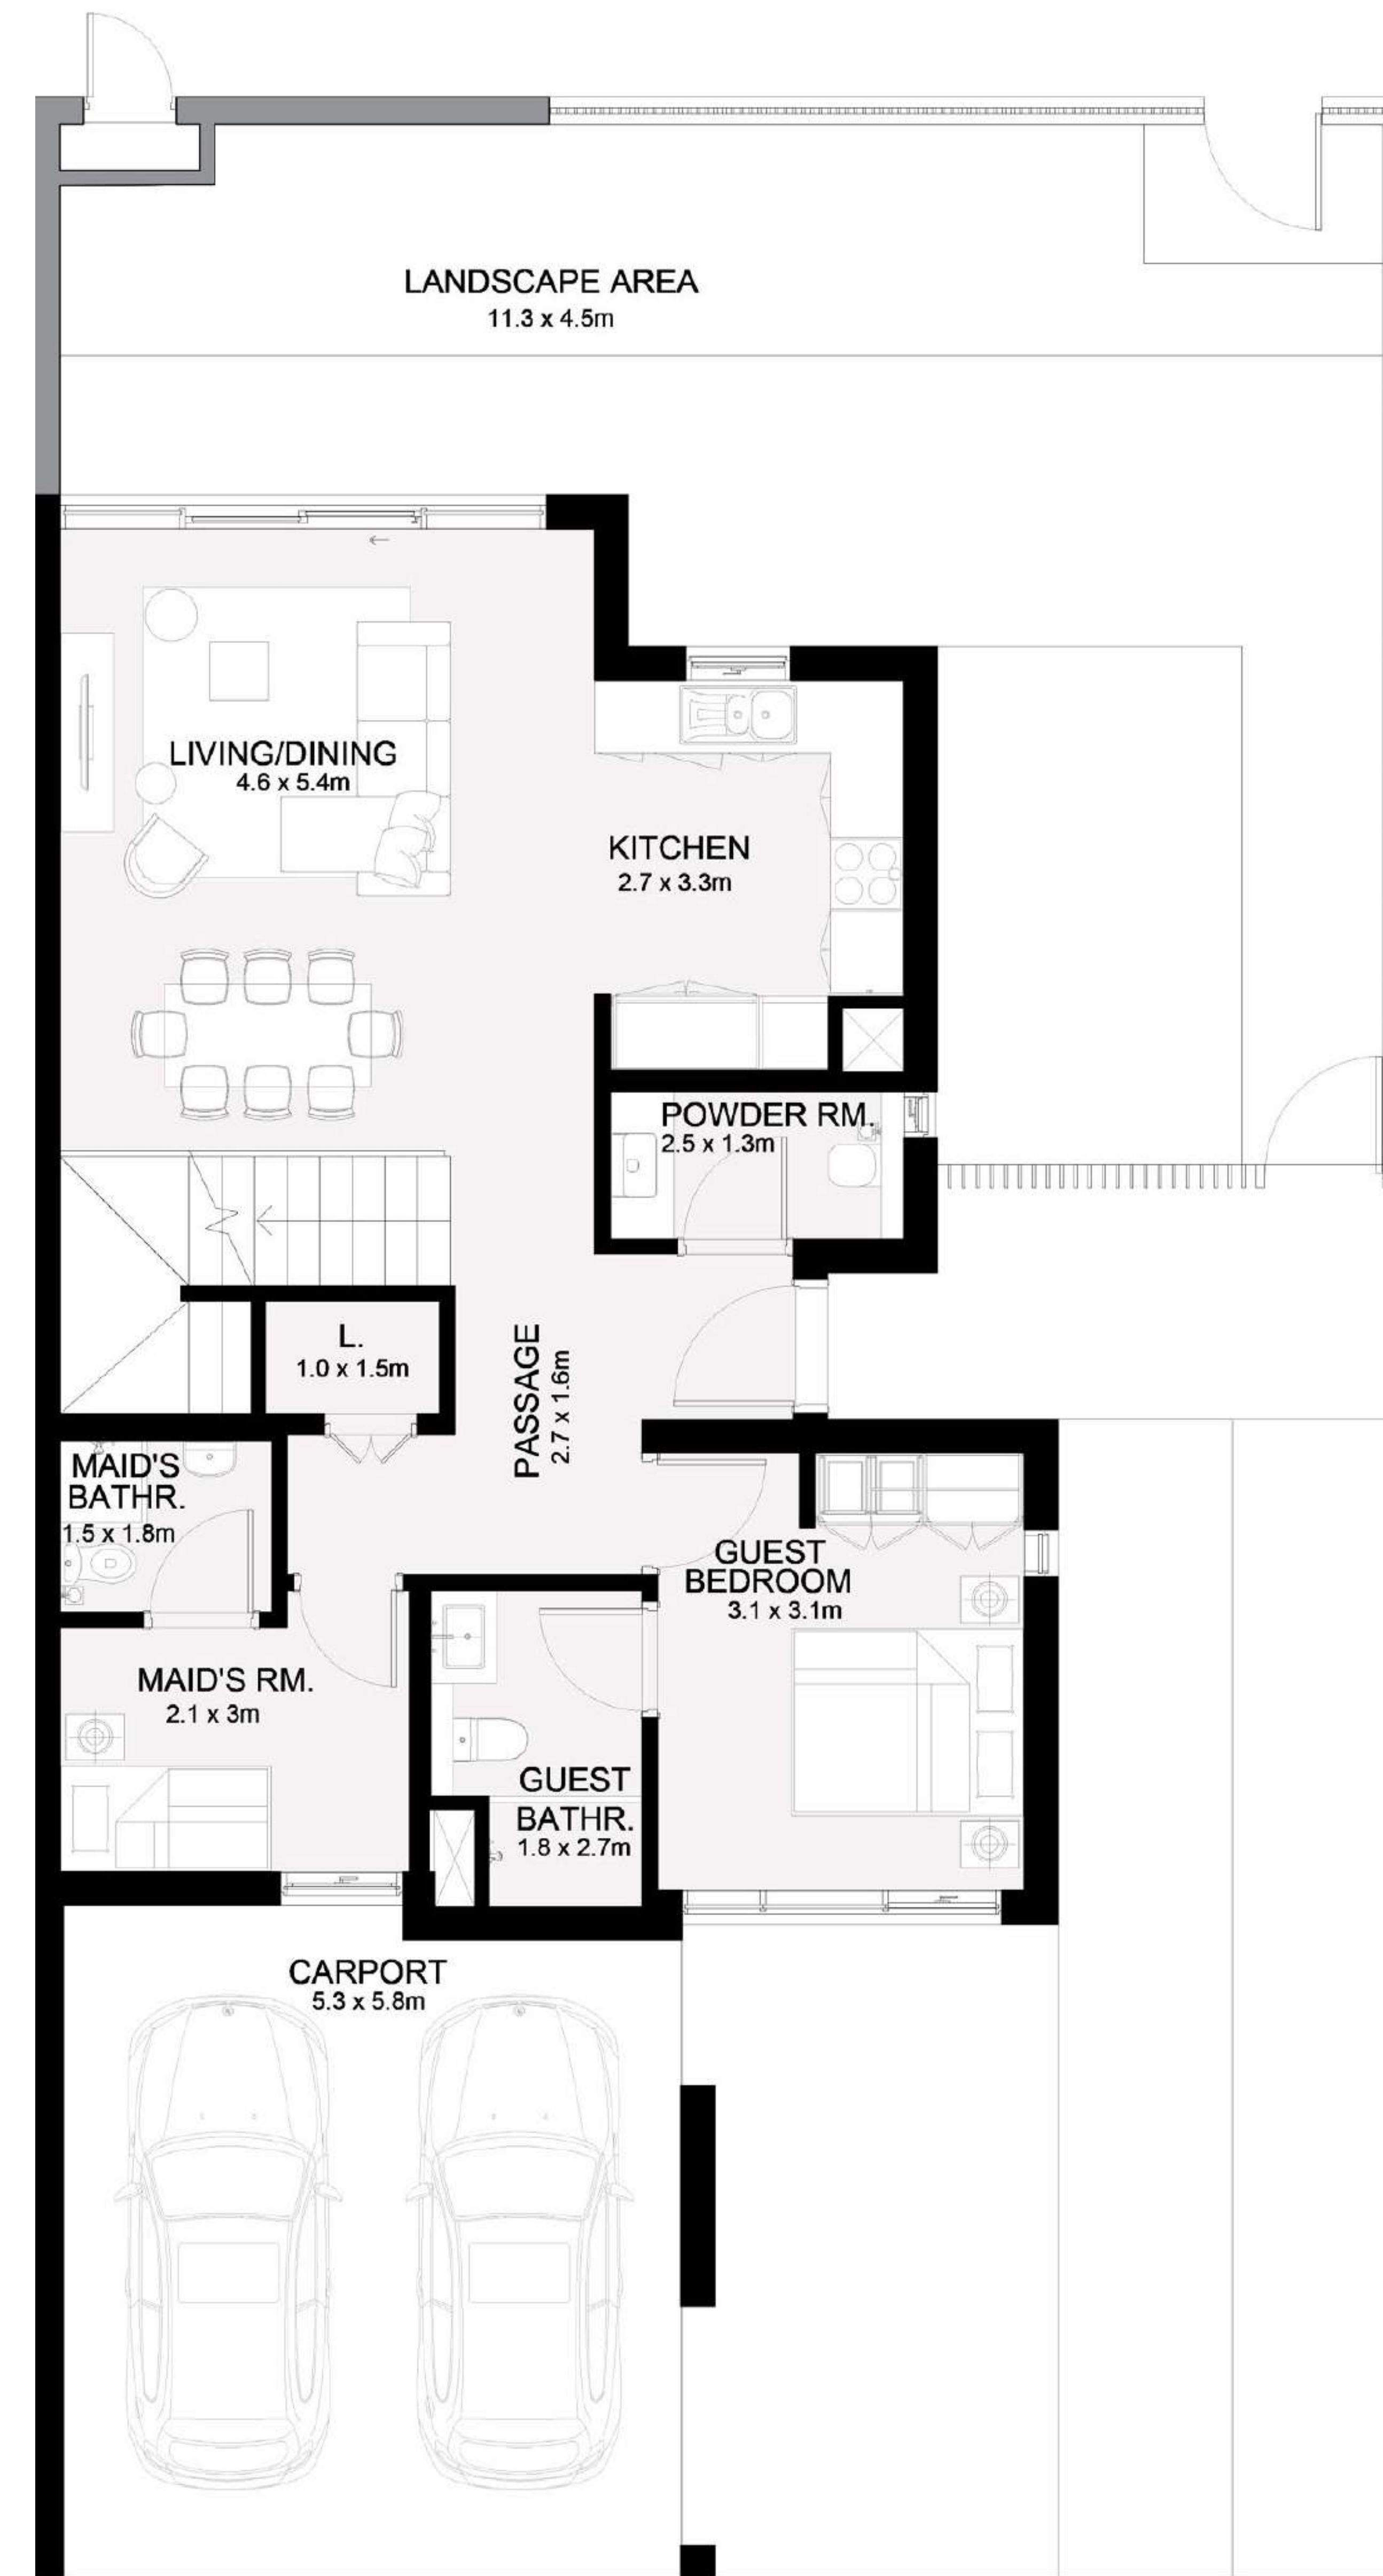 LANDSCAPE AREA
11.3 x 4.5m
LIVING/DINING
4.6 x 5.4m
KITCHEN
2.7 x 3.3m
POWDER RM.
2.5 x 1.3m
L.
1.0 x 1.5m
PASSAGE
2.7 x 1.6m
MAID'S
BATHR.
1.5 x 1.8m
GUEST
BEDROOM
3.1 x 3.1m
MAID'S RM.
2.1 x 3m
GUEST
BATHR.
1.8 x 2.7m
CARPORT
5.3 x 5.8m